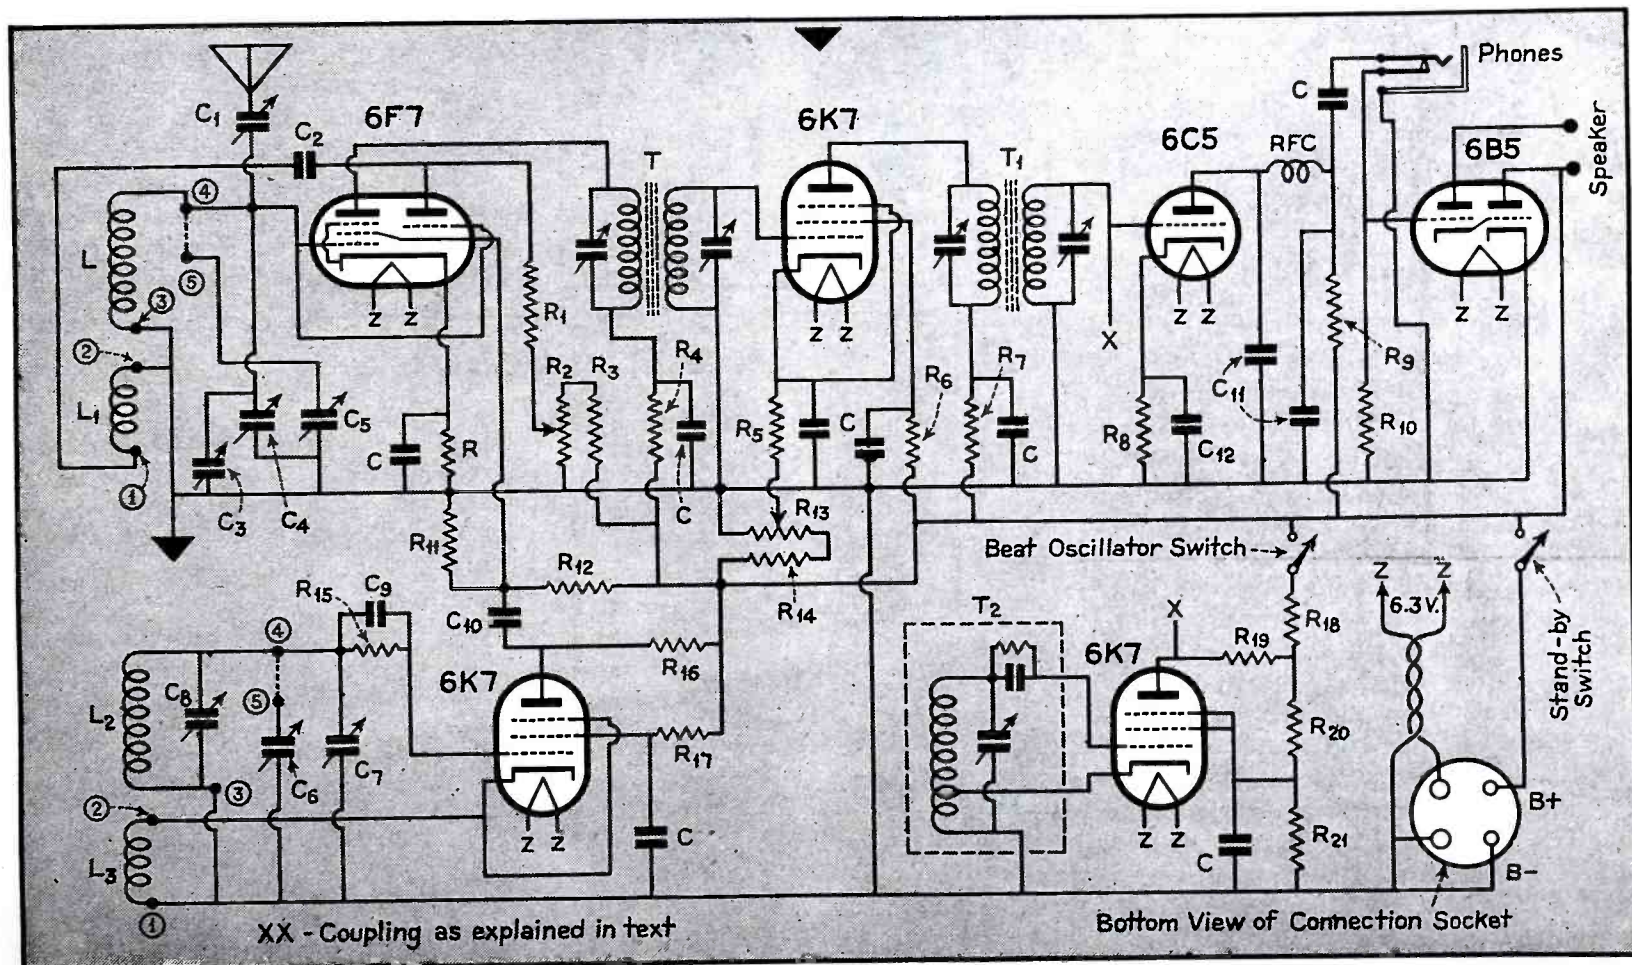 Phones
C₁
6F7
6K7
C
C₂
T
T₁
6C5
RFC
6B5
Speaker
④
L
⑤
③
Z Z
Z Z
Z Z
Z Z
R₁
②
X
R₄
R₂ R₃
R₆
R₇
R₉
L₁
C₅
C₁₁
C
R
R₅
C
C
R₈
C₁₂
R₁₀
①
C₃
C₄
C
R₁₃
R₁₁
Beat Oscillator Switch
R₁₂
Z Z
R₁₅
C₉
R₁₄
6.3V.
C₁₀
T₂
X
R₁₈
④
R₁₆
R₁₉
6K7
6K7
Stand-by
Switch
C₈
⑤
L₂
R₁₇
R₂₀
C₇
C₆
③
②
B+
Z Z
Z Z
C
C
R₂₁
L₃
B-
①
XX - Coupling as explained in text
Bottom View of Connection Socket